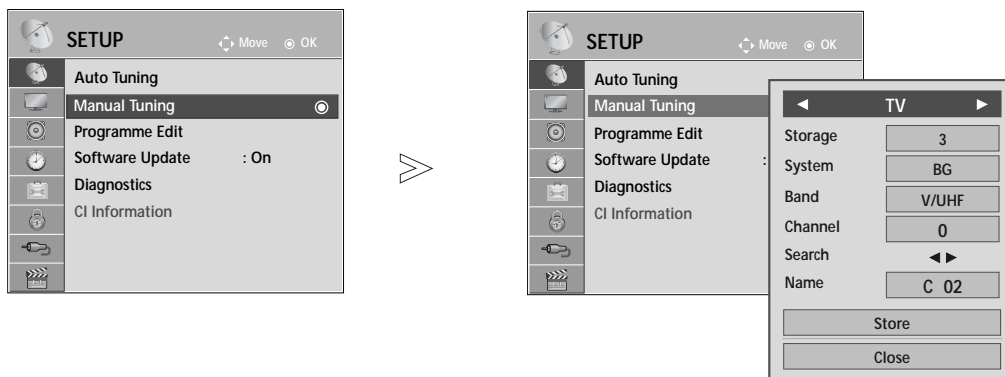 SETUP Move OK
Auto Tuning
Manual Tuning
Programme Edit
Software Update : On
Diagnostics
CI Information
SETUP Move OK
Auto Tuning
Manual Tuning
Programme Edit
Software Update :
Diagnostics
CI Information
◄ TV ►
Storage 3
System BG
Band V/UHF
Channel 0
Search ◄ ►
Name C 02
Store
Close